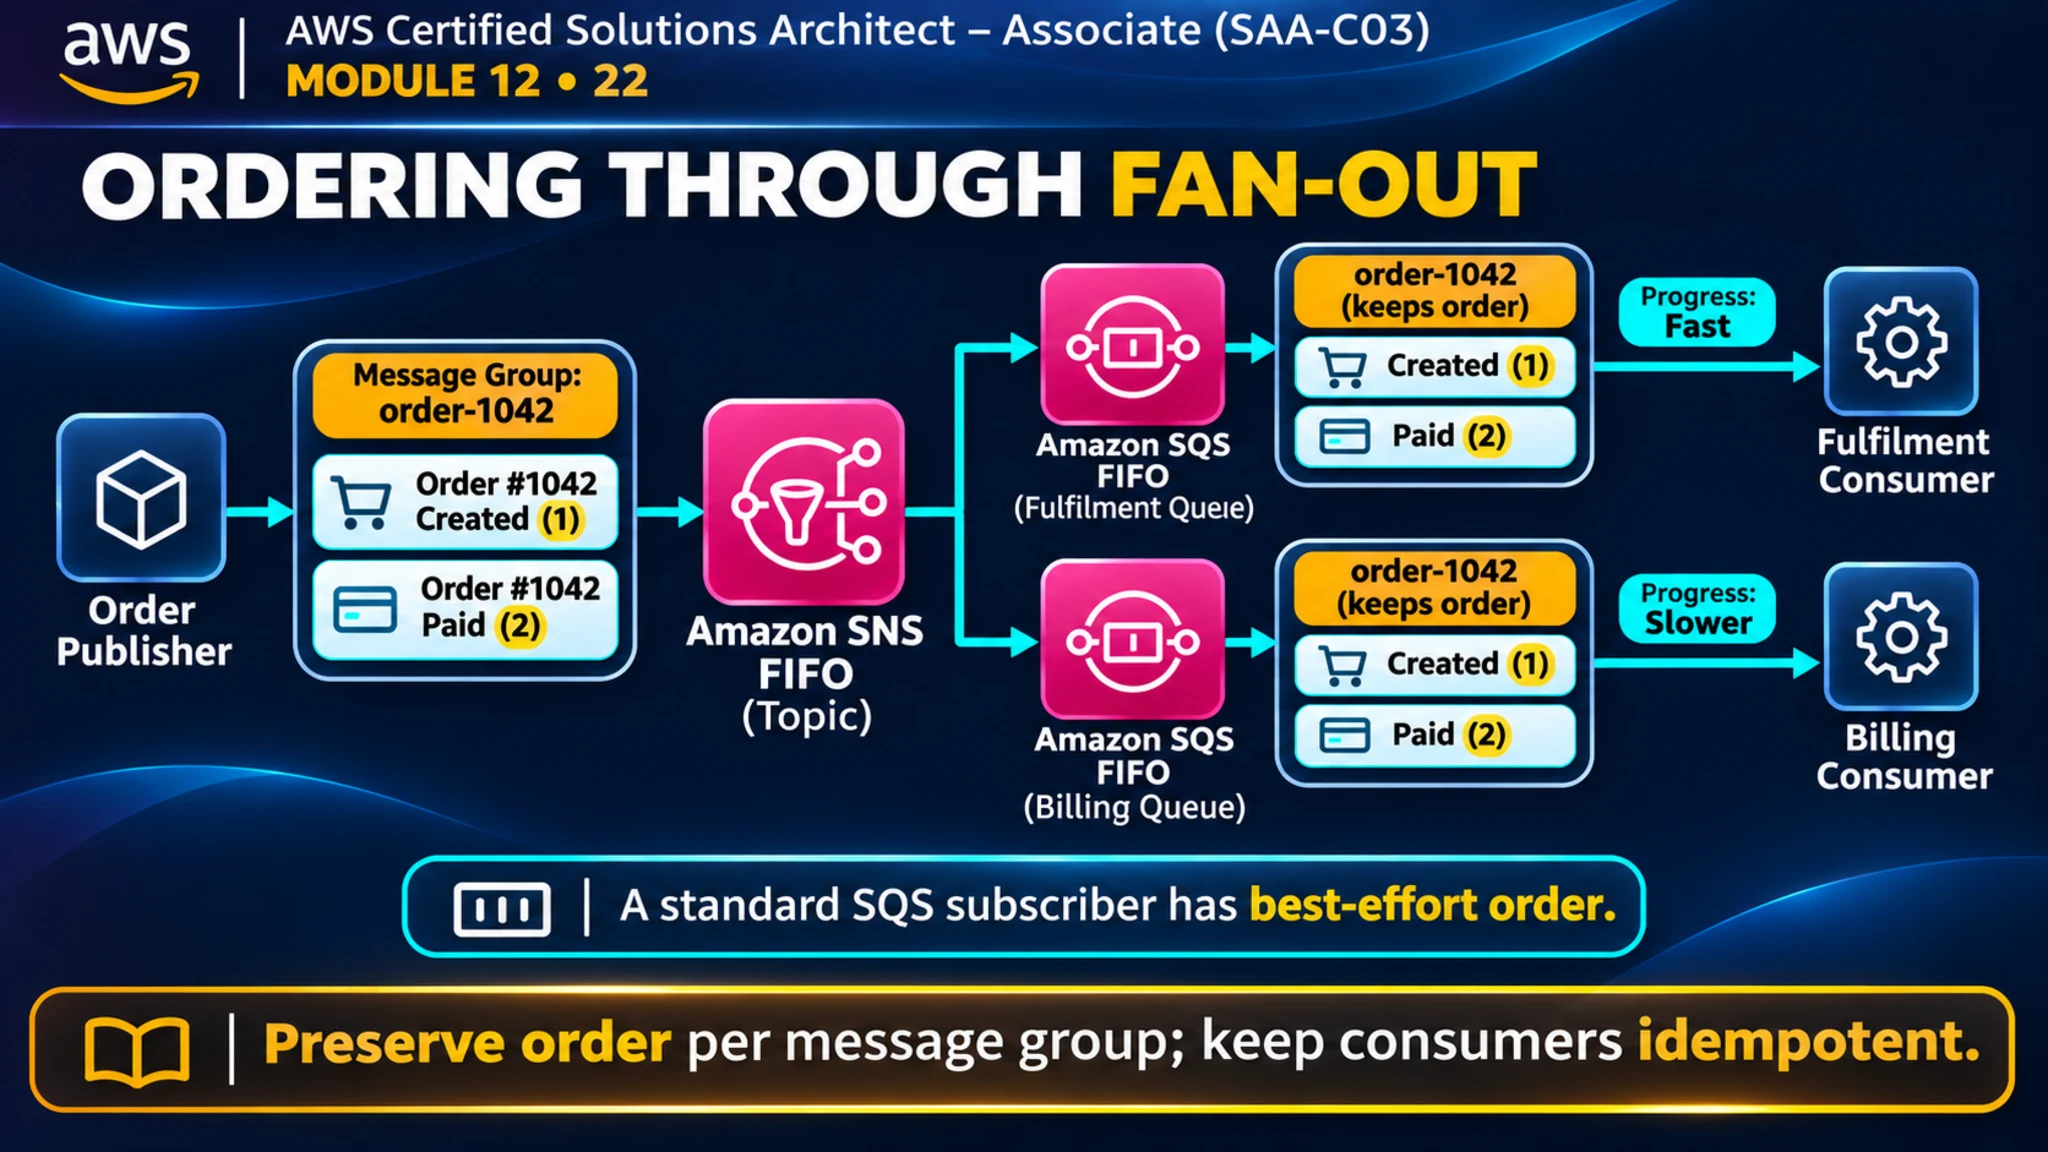 aws
AWS Certified Solutions Architect – Associate (SAA-C03)
MODULE 12 • 22
ORDERING THROUGH FAN-OUT
Order
Publisher
Message Group:
order-1042
Order #1042
Created (1)
Order #1042
Paid (2)
Amazon SNS
FIFO
(Topic)
Amazon SQS
FIFO
(Fulfilment Queue)
order-1042
(keeps order)
Created (1)
Paid (2)
Progress:
Fast
Fulfilment
Consumer
Amazon SQS
FIFO
(Billing Queue)
order-1042
(keeps order)
Created (1)
Paid (2)
Progress:
Slower
Billing
Consumer
A standard SQS subscriber has best-effort order.
Preserve order per message group; keep consumers idempotent.